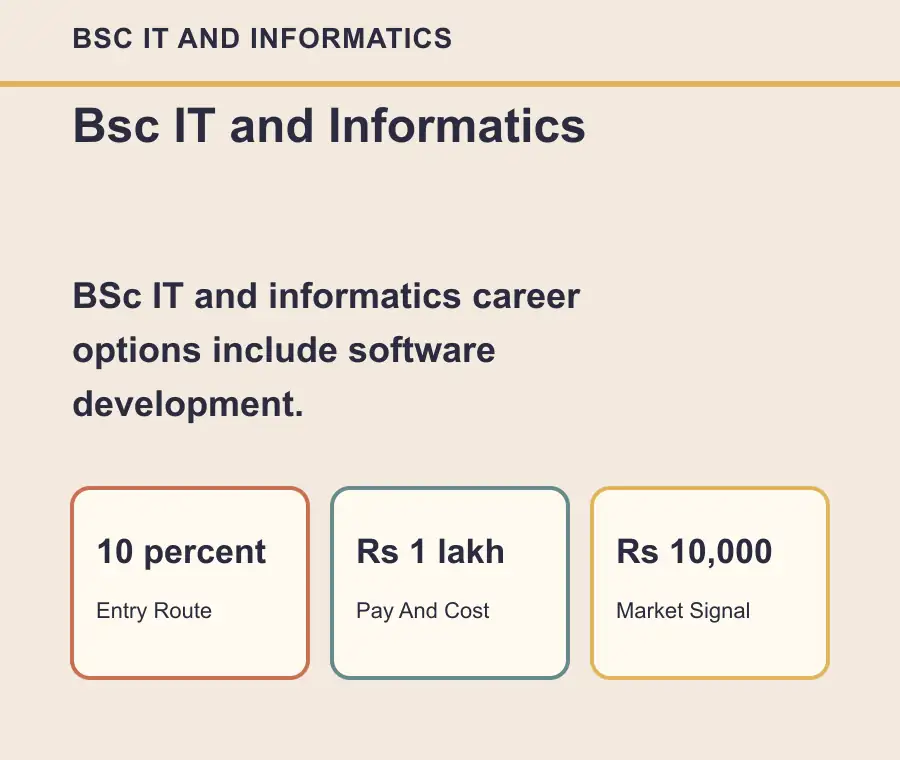 BSC IT AND INFORMATICS
Bsc IT and Informatics
BSc IT and informatics career
options include software
development.
10 percent
Entry Route
Rs 1 lakh
Pay And Cost
Rs 10,000
Market Signal